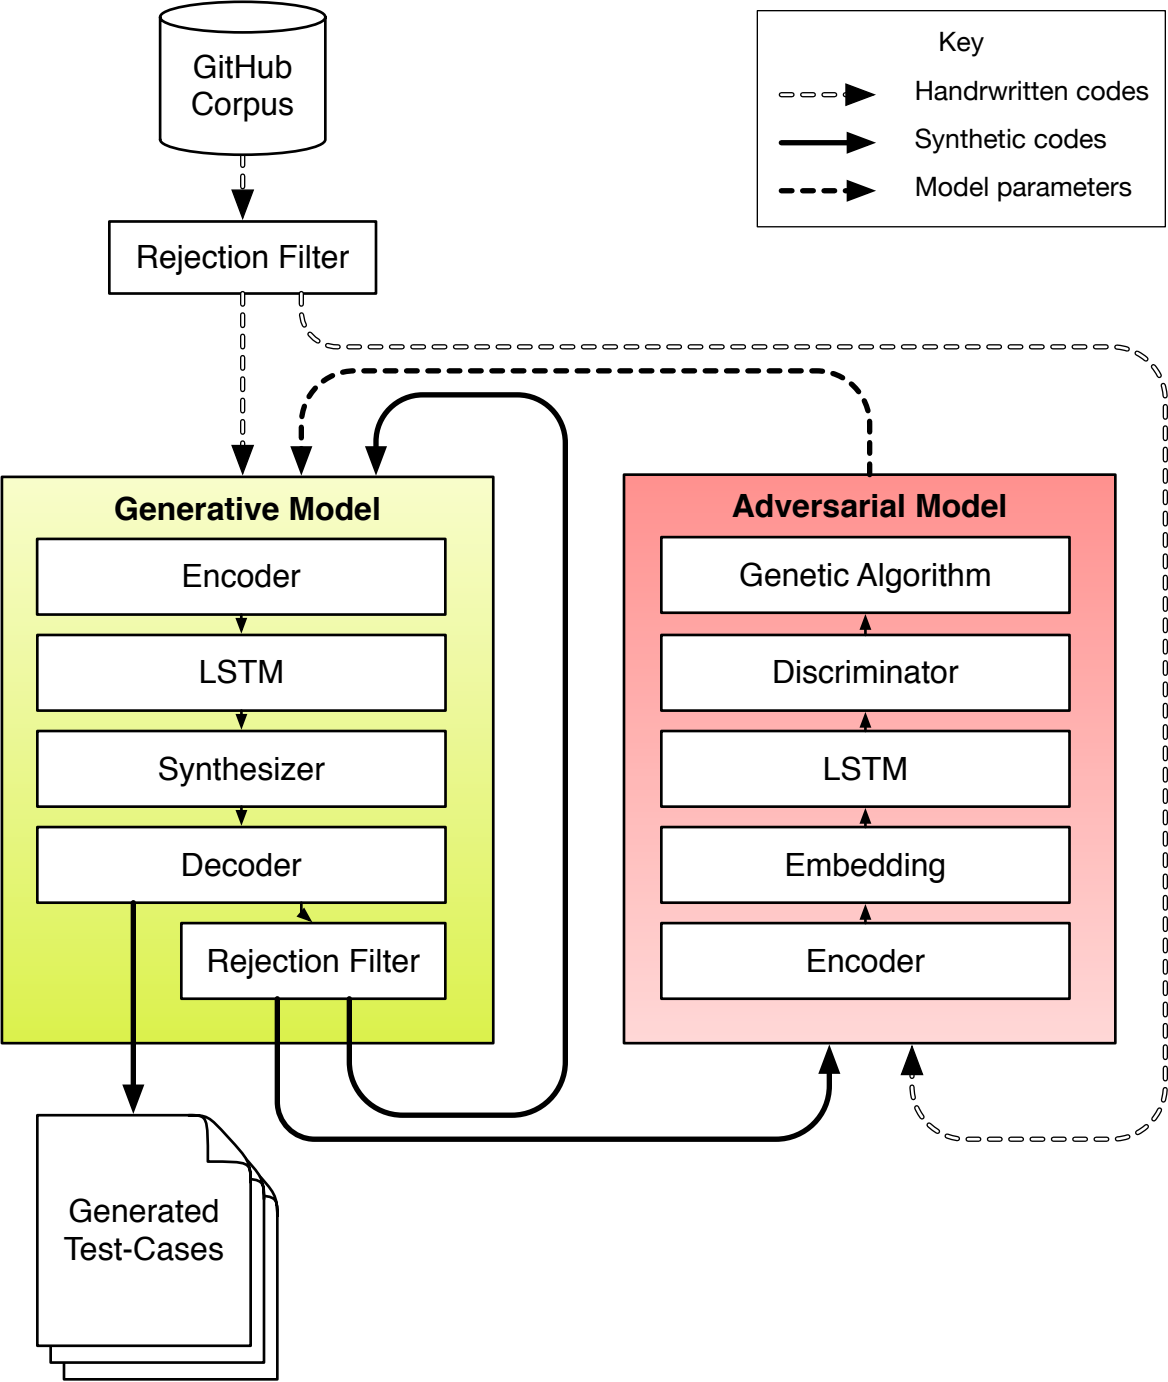 GitHub
Corpus
Key
Handrwritten codes
Synthetic codes
Model parameters
Rejection Filter
Generative Model
Encoder
LSTM
Synthesizer
Decoder
Rejection Filter
Adversarial Model
Genetic Algorithm
Discriminator
LSTM
Embedding
Encoder
Generated
Test-Cases